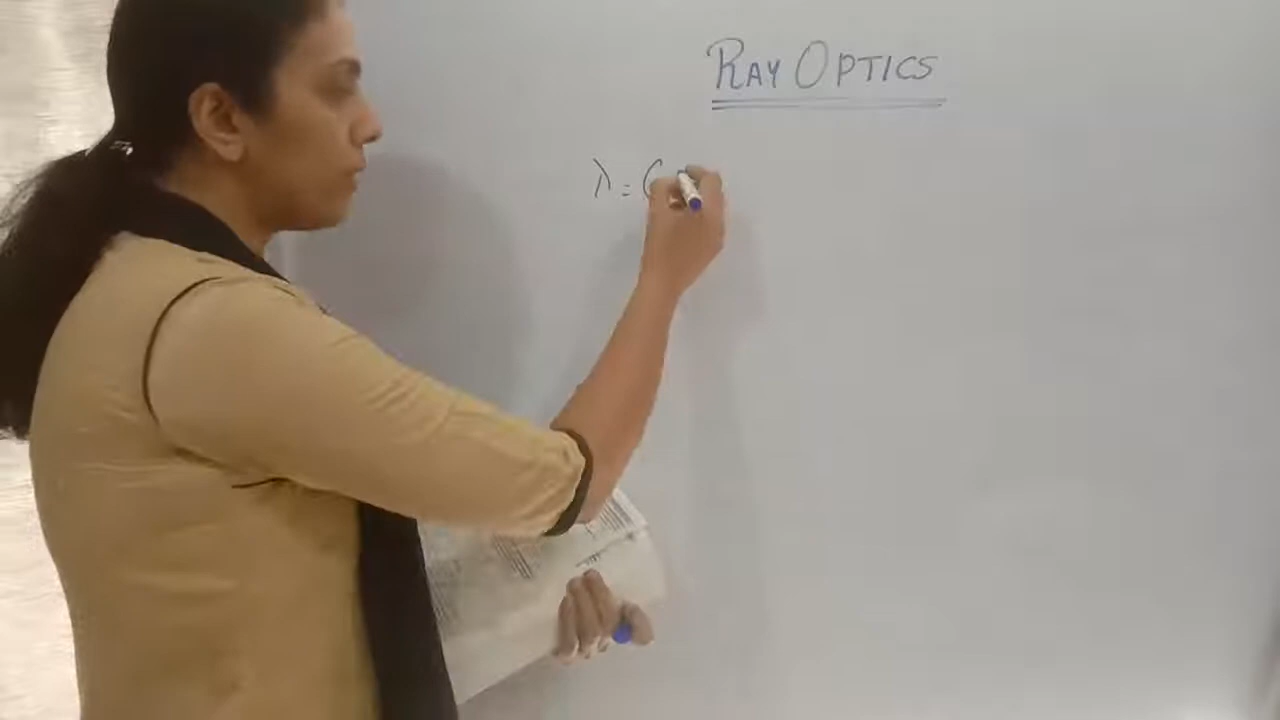 RAY OPTICS
λ =